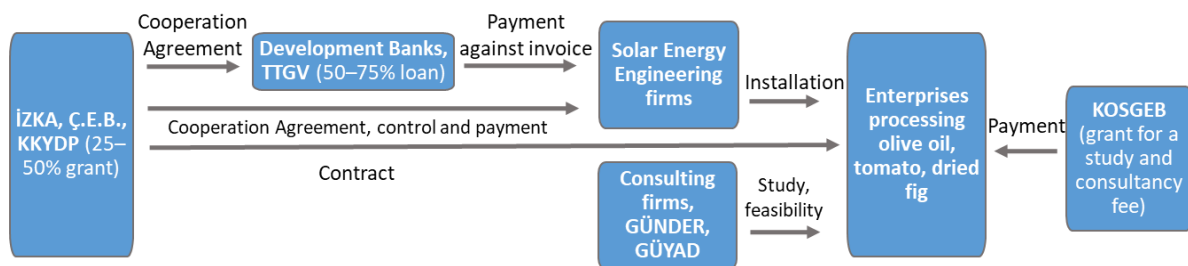 İZKA, Ç.E.B.,
KKYDP (25–
50% grant)
Cooperation
Agreement
Development Banks,
TTGV (50–75% loan)
Payment
against invoice
Solar Energy
Engineering
firms
Cooperation Agreement, control and payment
Contract
Installation
Consulting
firms,
GÜNDER,
GÜYAD
Study,
feasibility
Enterprises
processing
olive oil,
tomato, dried
fig
Payment
KOSGEB
(grant for a
study and
consultancy
fee)